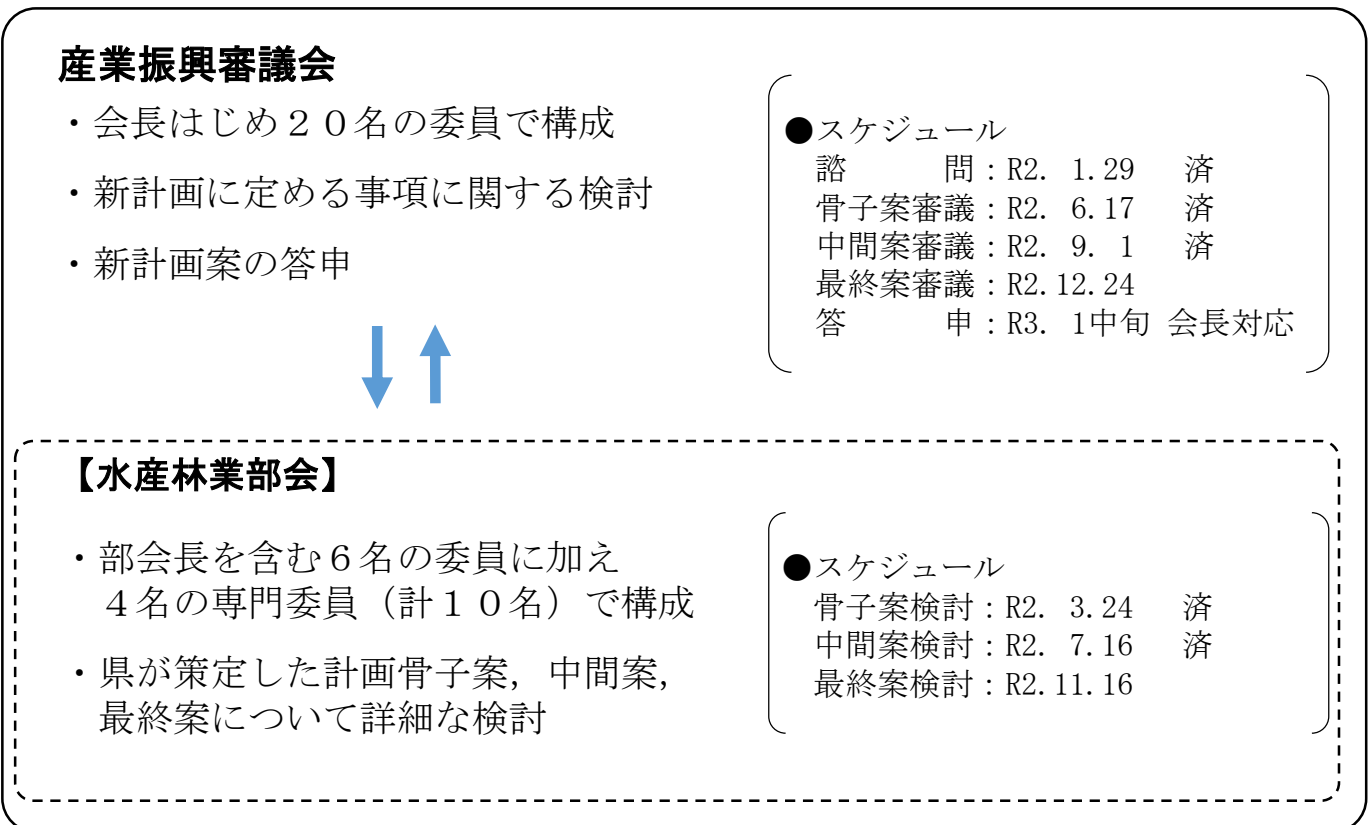 産業振興審議会
・会長はじめ２０名の委員で構成
・新計画に定める事項に関する検討
・新計画案の答申
●スケジュール
諮　　　問：R2. 1.29　済
骨子案審議：R2. 6.17　済
中間案審議：R2. 9. 1　済
最終案審議：R2.12.24
答　　　申：R3. 1中旬 会長対応
【水産林業部会】
・部会長を含む６名の委員に加え
４名の専門委員（計１０名）で構成
・県が策定した計画骨子案，中間案，
最終案について詳細な検討
●スケジュール
骨子案検討：R2. 3.24　済
中間案検討：R2. 7.16　済
最終案検討：R2.11.16